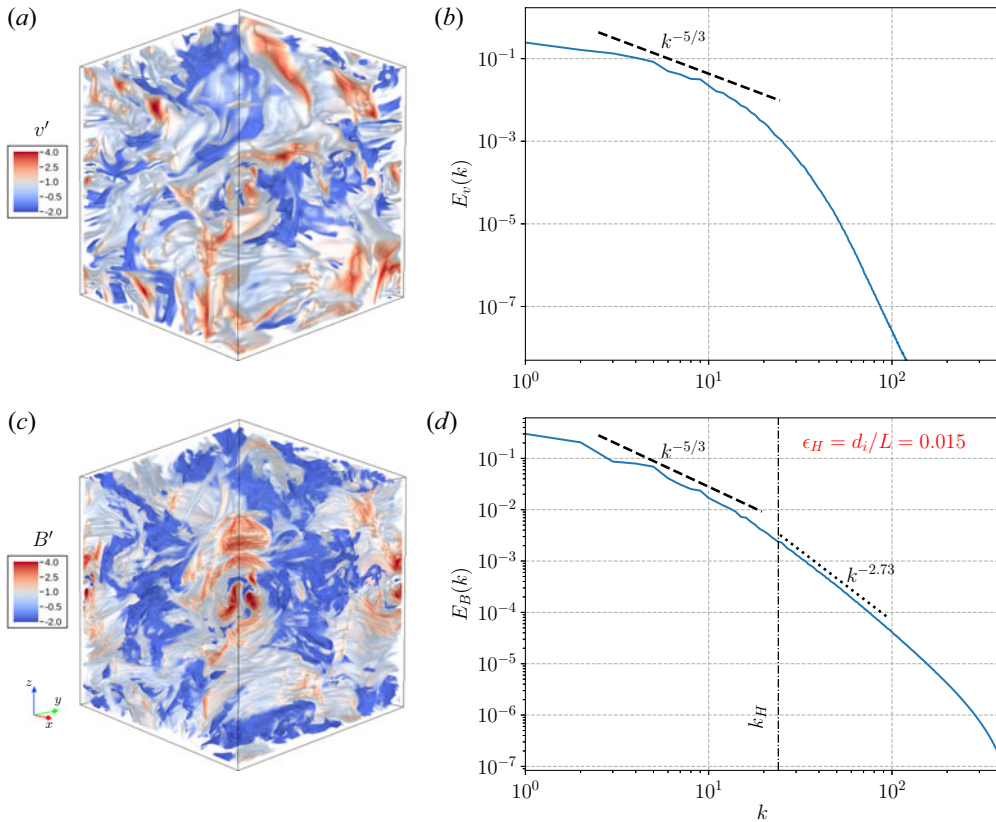 (a)
v′
4.0
2.5
1.0
-0.5
-2.0
(b)
E_v(k)
10^{-1}
10^{-3}
10^{-5}
10^{-7}
k^{-5/3}
10^0
10^1
10^2
(c)
B′
4.0
2.5
1.0
-0.5
-2.0
z
y
x
(d)
E_B(k)
10^{-1}
10^{-2}
10^{-3}
10^{-4}
10^{-5}
10^{-6}
10^{-7}
k^{-5/3}
ϵ_H = d_i/L = 0.015
k^{-2.73}
k_H
10^0
10^1
10^2
k